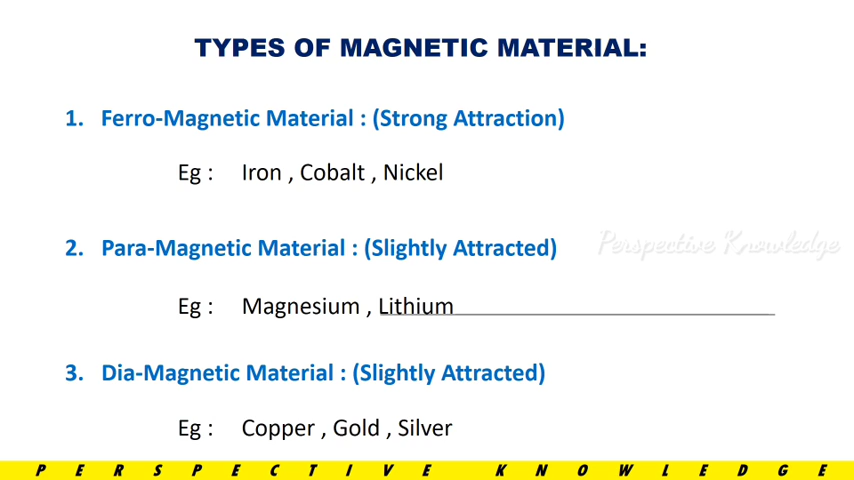 TYPES OF MAGNETIC MATERIAL:
1. Ferro-Magnetic Material : (Strong Attraction)
Eg : Iron , Cobalt , Nickel
2. Para-Magnetic Material : (Slightly Attracted)
Perspective Knowledge
Eg : Magnesium , Lithium
3. Dia-Magnetic Material : (Slightly Attracted)
Eg : Copper , Gold , Silver
PERSPECTIVE KNOWLEDGE